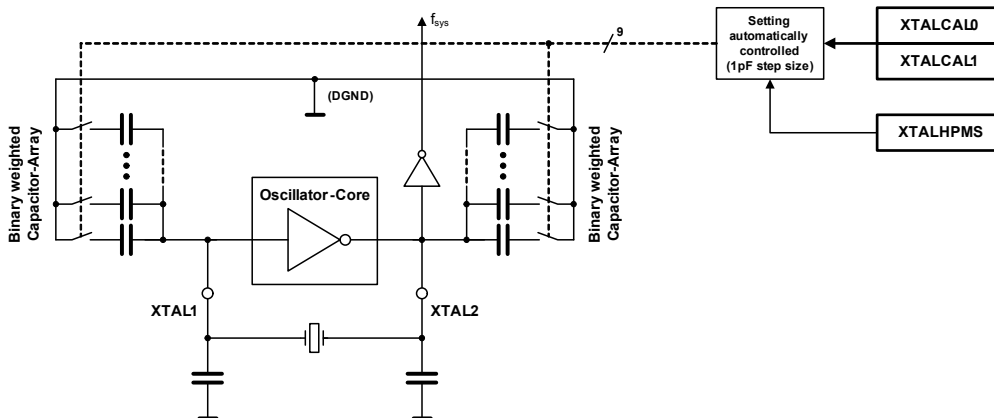 f_sys
9
Setting
automatically
controlled
(1pF step size)
XTALCAL0
XTALCAL1
XTALHPMS
(DGND)
Binary weighted
Capacitor-Array
Oscillator-Core
Binary weighted
Capacitor-Array
XTAL1
XTAL2